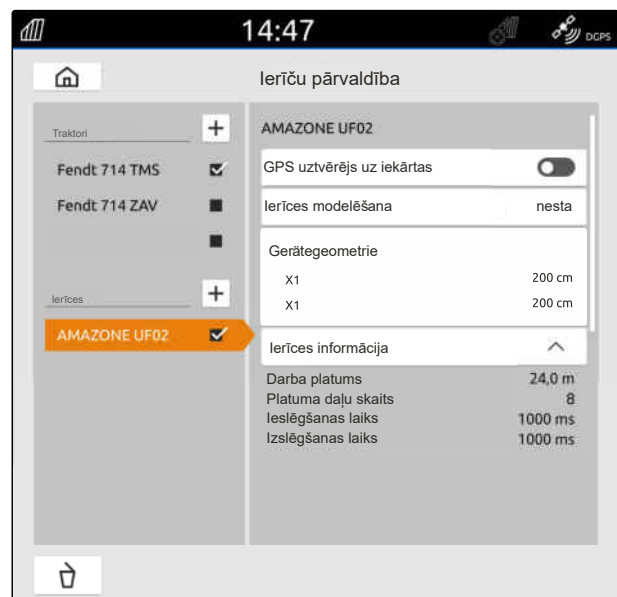 14:47
DGPS
Ierīču pārvaldība
Traktori
Fendt 714 TMS
Fendt 714 ZAV
Ierīces
AMAZONE UF02
AMAZONE UF02
GPS uztvērējs uz iekārtas
Ierīces modelēšana nesta
Gerätegeometrie
X1 200 cm
X1 200 cm
Ierīces informācija
Darba platums 24,0 m
Platuma daļu skaits 8
Ieslēgšanas laiks 1000 ms
Izslēgšanas laiks 1000 ms